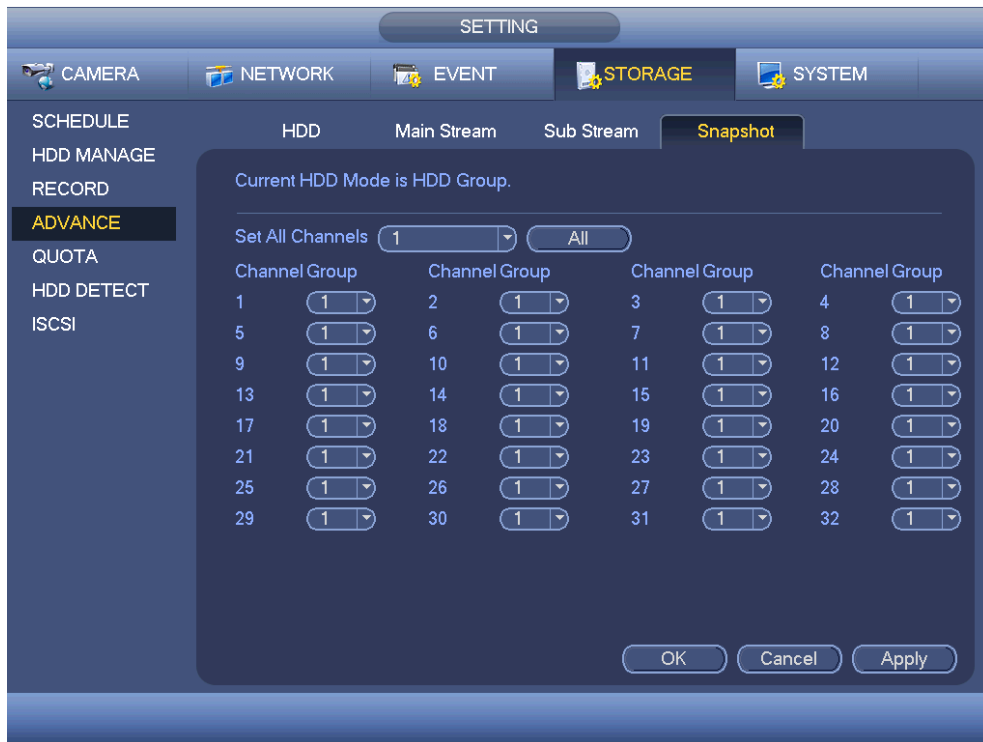 SETTING
CAMERA NETWORK EVENT STORAGE SYSTEM
SCHEDULE
HDD MANAGE
RECORD
ADVANCE
QUOTA
HDD DETECT
ISCSI
HDD Main Stream Sub Stream Snapshot
Current HDD Mode is HDD Group.
Set All Channels 1 All
Channel Group Channel Group Channel Group Channel Group
1 1 2 1 3 1 4 1
5 1 6 1 7 1 8 1
9 1 10 1 11 1 12 1
13 1 14 1 15 1 16 1
17 1 18 1 19 1 20 1
21 1 22 1 23 1 24 1
25 1 26 1 27 1 28 1
29 1 30 1 31 1 32 1
OK Cancel Apply